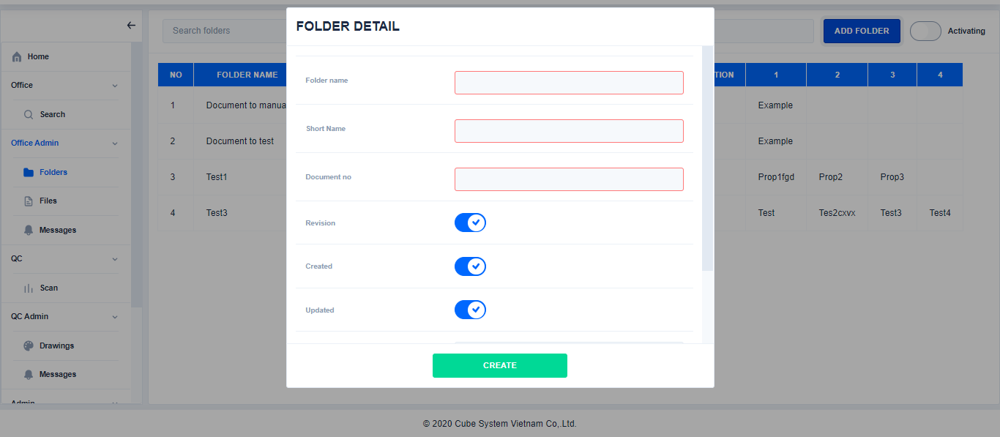 Home
Office
Search
Office Admin
Folders
Files
Messages
QC
Scan
QC Admin
Drawings
Messages
Admin
Search folders
ADD FOLDER
Activating
NO FOLDER NAME TION 1 2 3 4
1 Document to manua Example
2 Document to test Example
3 Test1 Prop1fgd Prop2 Prop3
4 Test3 Test Tes2cxvx Test3 Test4
FOLDER DETAIL
Folder name
Short Name
Document no
Revision
Created
Updated
CREATE
© 2020 Cube System Vietnam Co,.Ltd.